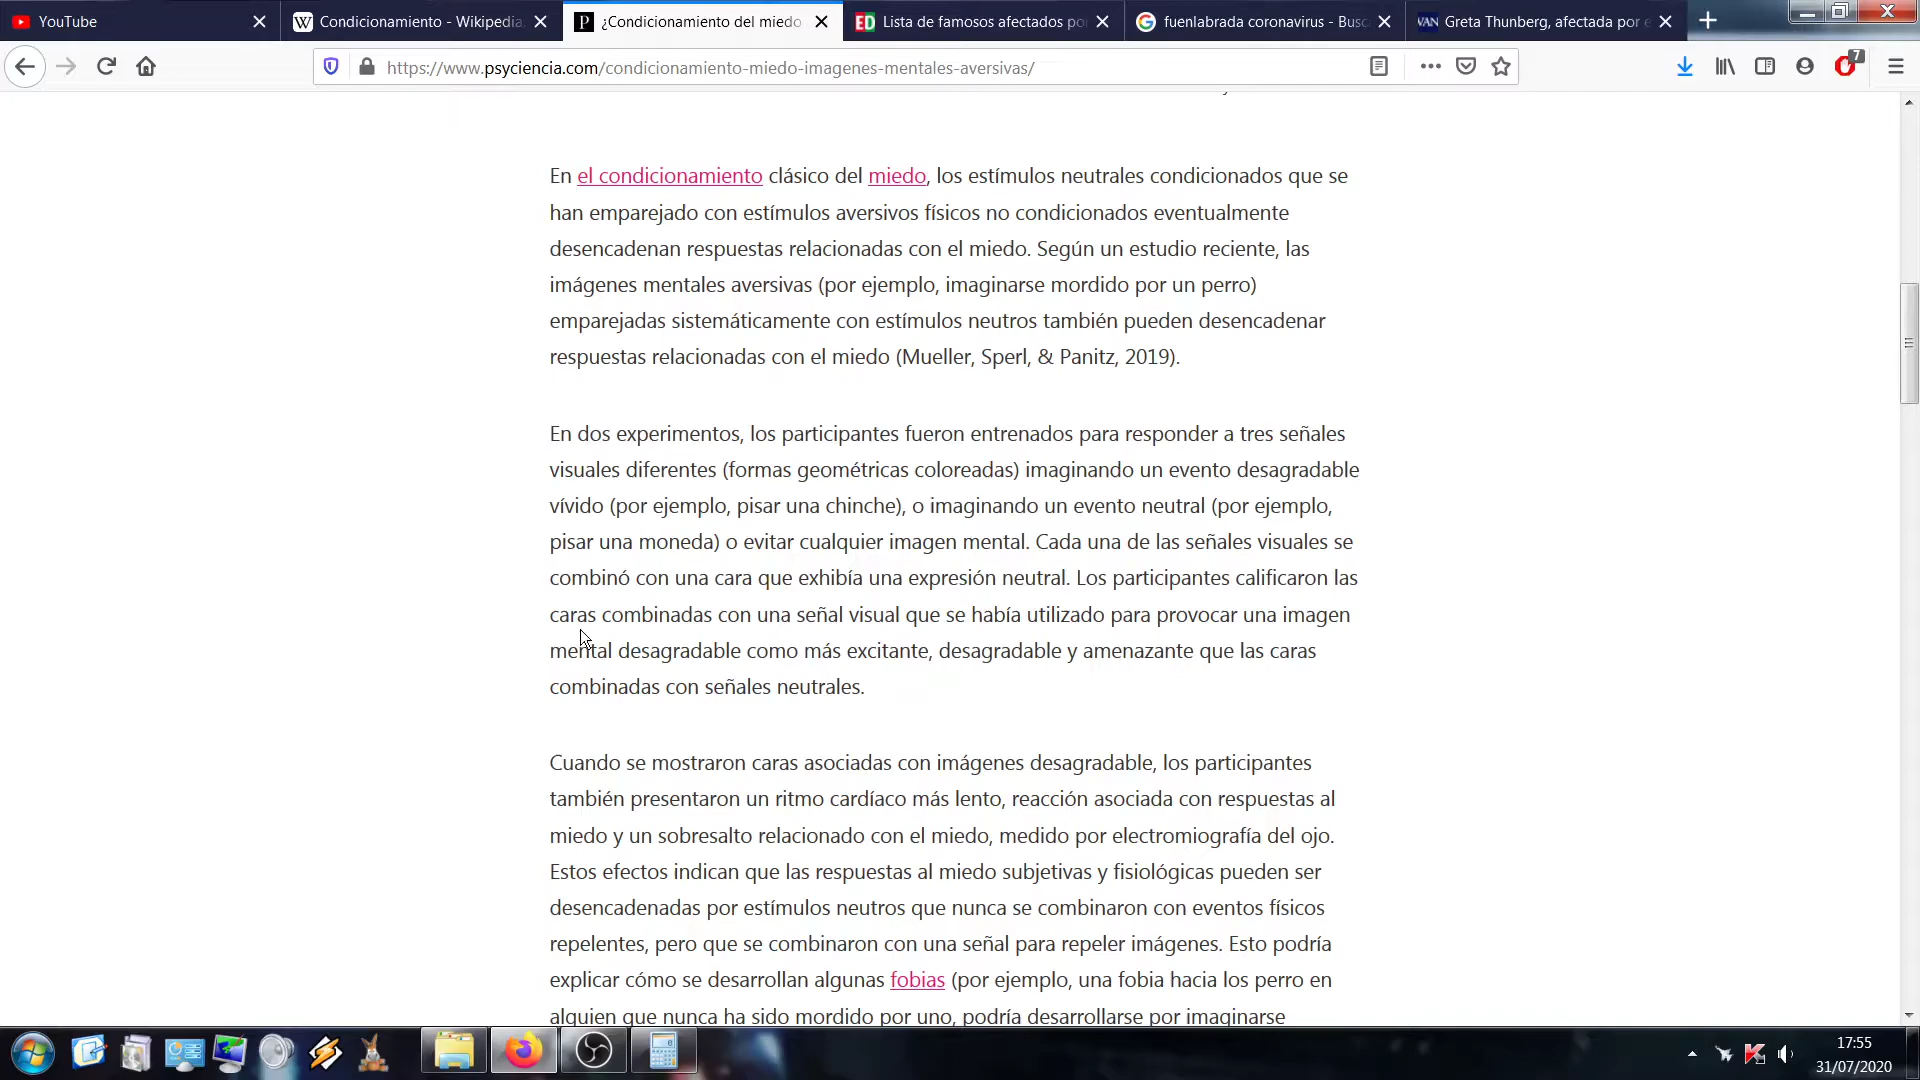 YouTube
Condicionamiento - Wikipedia
¿Condicionamiento del miedo
Lista de famosos afectados po
fuenlabrada coronavirus - Busc
VAN Greta Thunberg, afectada por e
https://www.psyciencia.com/condicionamiento-miedo-imagenes-mentales-aversivas/
7
En el condicionamiento clásico del miedo, los estímulos neutrales condicionados que se
han emparejado con estímulos aversivos físicos no condicionados eventualmente
desencadenan respuestas relacionadas con el miedo. Según un estudio reciente, las
imágenes mentales aversivas (por ejemplo, imaginarse mordido por un perro)
emparejadas sistemáticamente con estímulos neutros también pueden desencadenar
respuestas relacionadas con el miedo (Mueller, Sperl, & Panitz, 2019).
En dos experimentos, los participantes fueron entrenados para responder a tres señales
visuales diferentes (formas geométricas coloreadas) imaginando un evento desagradable
vívido (por ejemplo, pisar una chinche), o imaginando un evento neutral (por ejemplo,
pisar una moneda) o evitar cualquier imagen mental. Cada una de las señales visuales se
combinó con una cara que exhibía una expresión neutral. Los participantes calificaron las
caras combinadas con una señal visual que se había utilizado para provocar una imagen
mental desagradable como más excitante, desagradable y amenazante que las caras
combinadas con señales neutrales.
Cuando se mostraron caras asociadas con imágenes desagradable, los participantes
también presentaron un ritmo cardíaco más lento, reacción asociada con respuestas al
miedo y un sobresalto relacionado con el miedo, medido por electromiografía del ojo.
Estos efectos indican que las respuestas al miedo subjetivas y fisiológicas pueden ser
desencadenadas por estímulos neutros que nunca se combinaron con eventos físicos
repelentes, pero que se combinaron con una señal para repeler imágenes. Esto podría
explicar cómo se desarrollan algunas fobias (por ejemplo, una fobia hacia los perro en
alguien que nunca ha sido mordido por uno, podría desarrollarse por imaginarse
17:55
31/07/2020